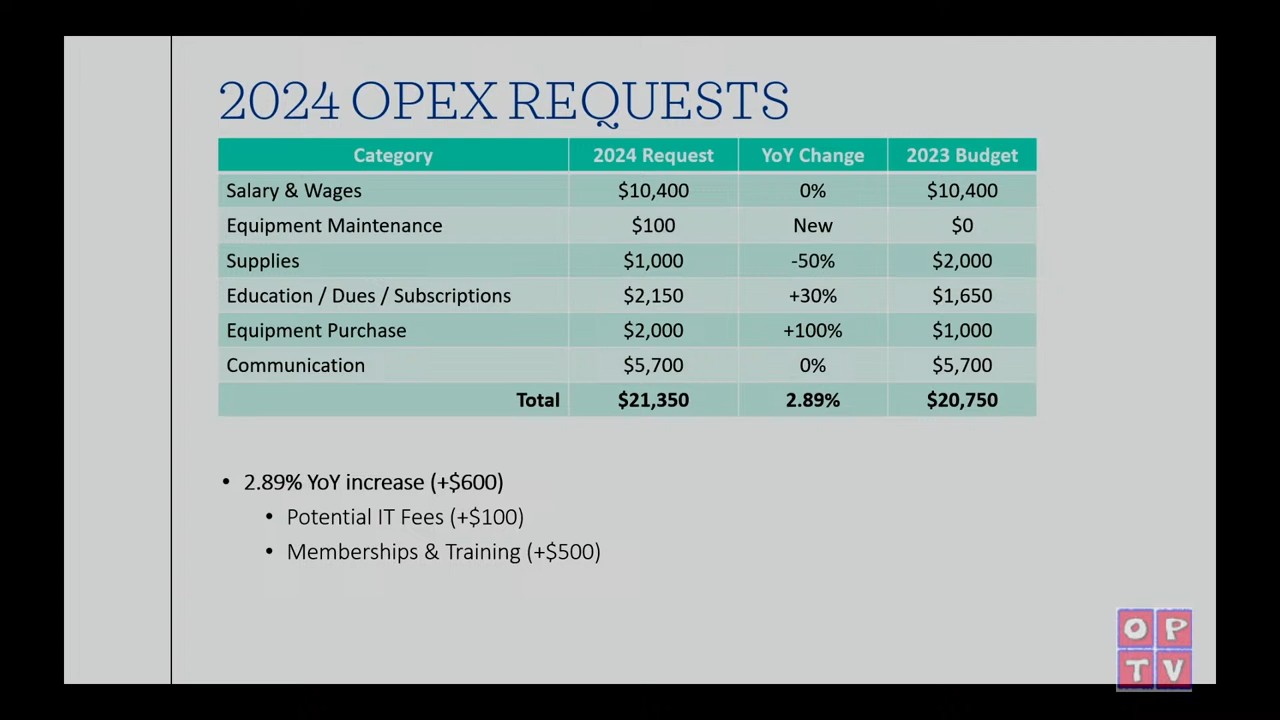 2024 OPEX REQUESTS
Category 2024 Request YoY Change 2023 Budget
Salary & Wages $10,400 0% $10,400
Equipment Maintenance $100 New $0
Supplies $1,000 -50% $2,000
Education / Dues / Subscriptions $2,150 +30% $1,650
Equipment Purchase $2,000 +100% $1,000
Communication $5,700 0% $5,700
Total $21,350 2.89% $20,750
• 2.89% YoY increase (+$600)
• Potential IT Fees (+$100)
• Memberships & Training (+$500)
O P
T V